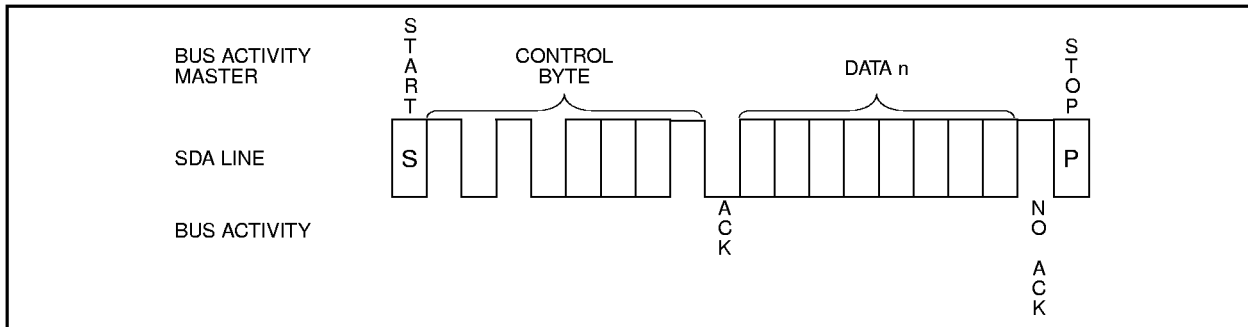 BUS ACTIVITY
MASTER
START
CONTROL
BYTE
DATA n
STOP
SDA LINE
S
P
BUS ACTIVITY
ACK
NO ACK